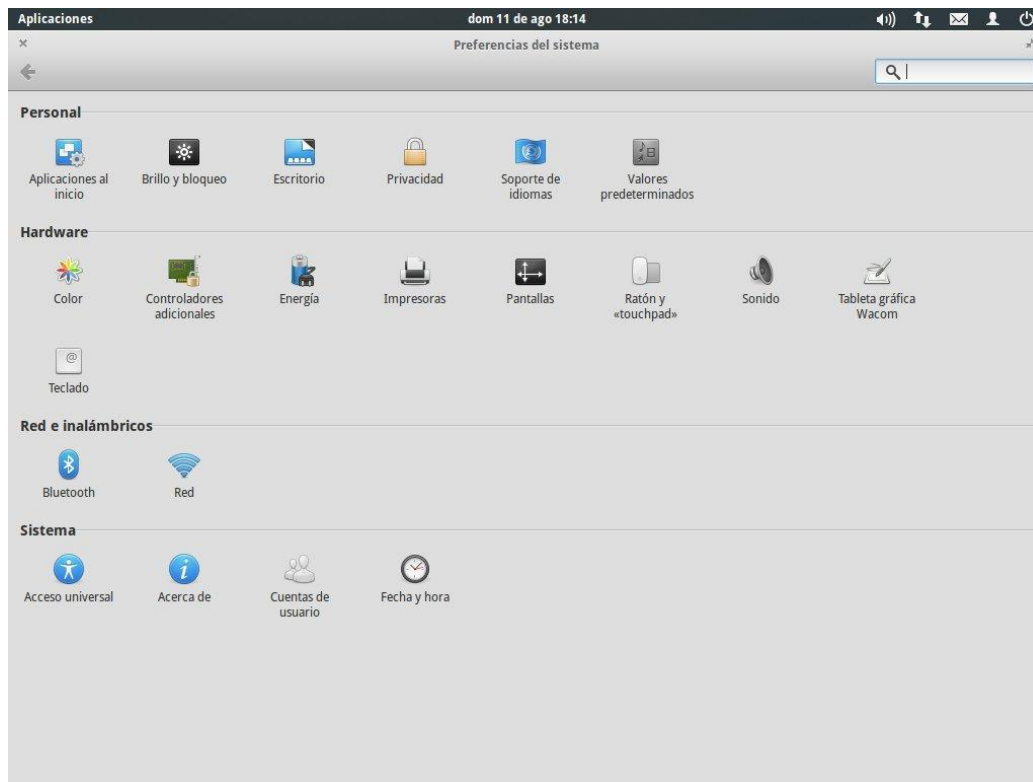 Aplicaciones dom 11 de ago 18:14
Preferencias del sistema
Personal
Aplicaciones al inicio
Brillo y bloqueo
Escritorio
Privacidad
Soporte de idiomas
Valores predeterminados
Hardware
Color
Controladores adicionales
Energía
Impresoras
Pantallas
Ratón y «touchpad»
Sonido
Tableta gráfica Wacom
Teclado
Red e inalámbricos
Bluetooth
Red
Sistema
Acceso universal
Acerca de
Cuentas de usuario
Fecha y hora